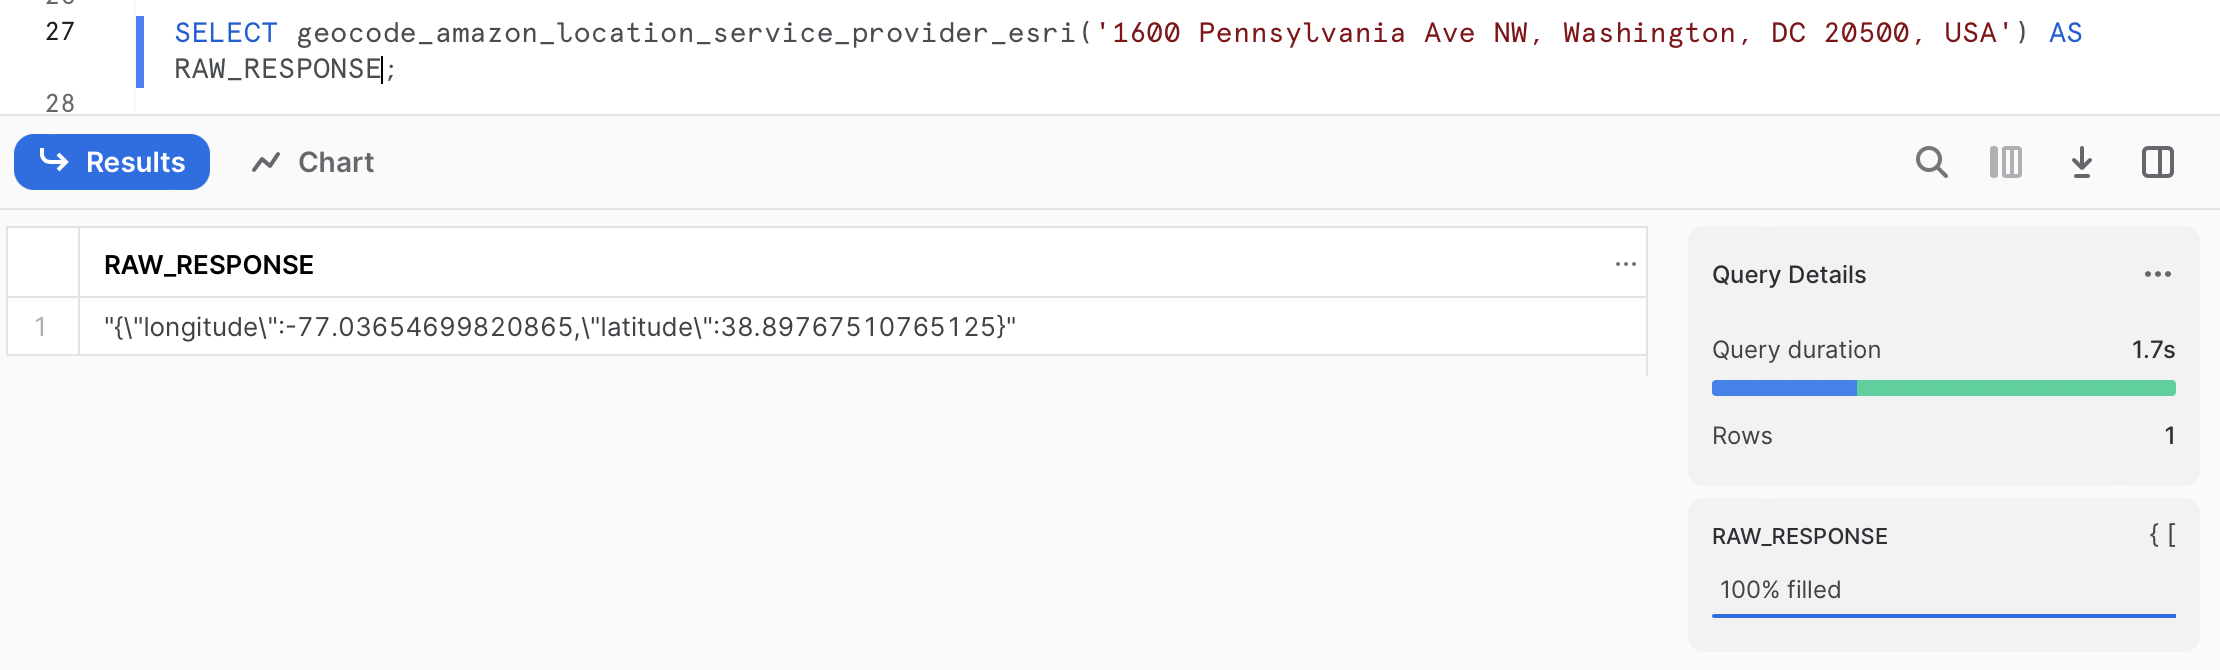 27 SELECT geocode_amazon_location_service_provider_esri('1600 Pennsylvania Ave NW, Washington, DC 20500, USA') AS
RAW_RESPONSE;
28
Results Chart
RAW_RESPONSE ...
1 "{\"longitude\":-77.03654699820865,\"latitude\":38.89767510765125}"
Query Details ...
Query duration 1.7s
Rows 1
RAW_RESPONSE { [
100% filled